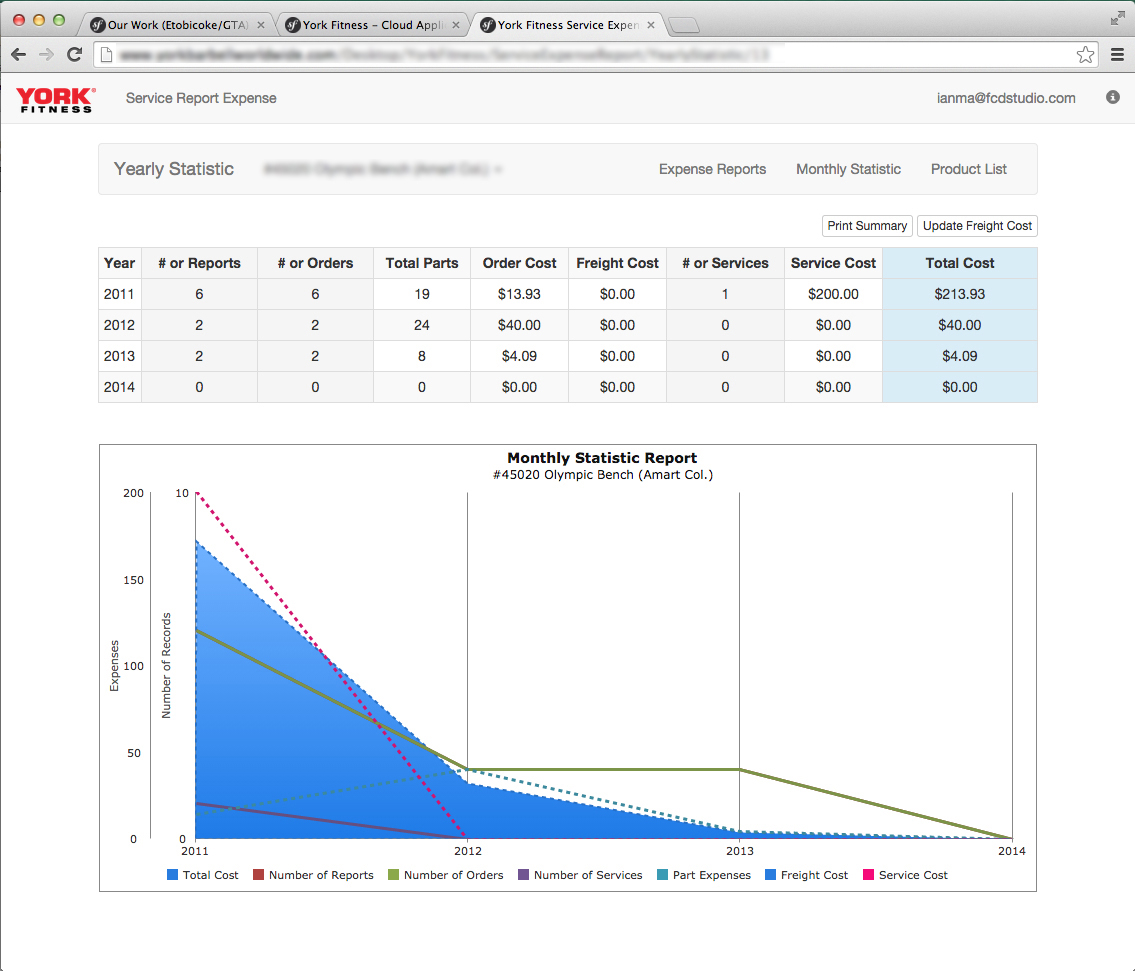 Our Work (Etobicoke/GTA) York Fitness – Cloud Appli York Fitness Service Expen
YORK
FITNESS
Service Report Expense ianma@fcdstudio.com
Yearly Statistic Expense Reports Monthly Statistic Product List
Print Summary Update Freight Cost
Year # or Reports # or Orders Total Parts Order Cost Freight Cost # or Services Service Cost Total Cost
2011 6 6 19 $13.93 $0.00 1 $200.00 $213.93
2012 2 2 24 $40.00 $0.00 0 $0.00 $40.00
2013 2 2 8 $4.09 $0.00 0 $0.00 $4.09
2014 0 0 0 $0.00 $0.00 0 $0.00 $0.00
Monthly Statistic Report
#45020 Olympic Bench (Amart Col.)
200 10
150
100
50
0 0
Expenses
Number of Records
2011 2012 2013 2014
Total Cost Number of Reports Number of Orders Number of Services Part Expenses Freight Cost Service Cost